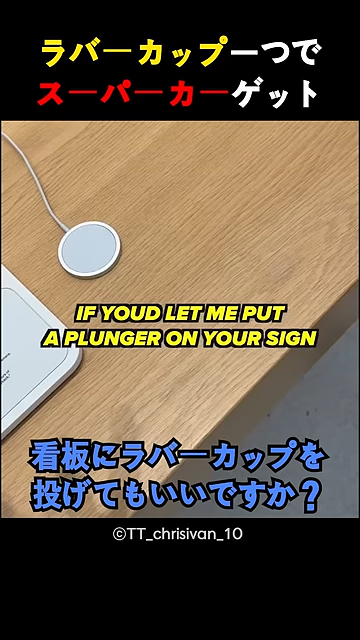 ラバーカップ一つで
スーパーカーゲット
IF YOUD LET ME PUT
A PLUNGER ON YOUR SIGN
看板にラバーカップを
投げてもいいですか？
©TT_chrisivan_10